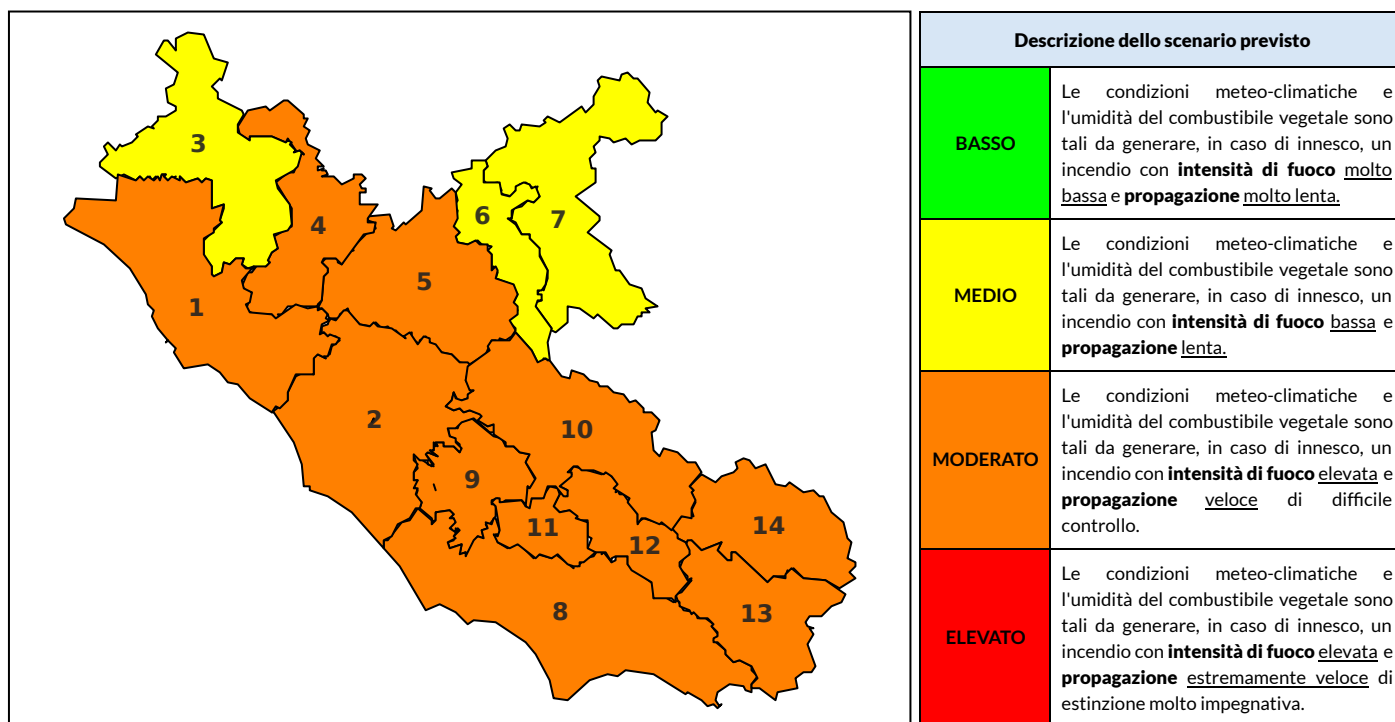 3
4
6
7
5
1
2
10
9
11
12
14
8
13
Descrizione dello scenario previsto
BASSO
Le condizioni meteo-climatiche e
l'umidità del combustibile vegetale sono
tali da generare, in caso di innesco, un
incendio con intensità di fuoco molto
bassa e propagazione molto lenta.
MEDIO
Le condizioni meteo-climatiche e
l'umidità del combustibile vegetale sono
tali da generare, in caso di innesco, un
incendio con intensità di fuoco bassa e
propagazione lenta.
MODERATO
Le condizioni meteo-climatiche e
l'umidità del combustibile vegetale sono
tali da generare, in caso di innesco, un
incendio con intensità di fuoco elevata e
propagazione veloce di difficile
controllo.
ELEVATO
Le condizioni meteo-climatiche e
l'umidità del combustibile vegetale sono
tali da generare, in caso di innesco, un
incendio con intensità di fuoco elevata e
propagazione estremamente veloce di
estinzione molto impegnativa.